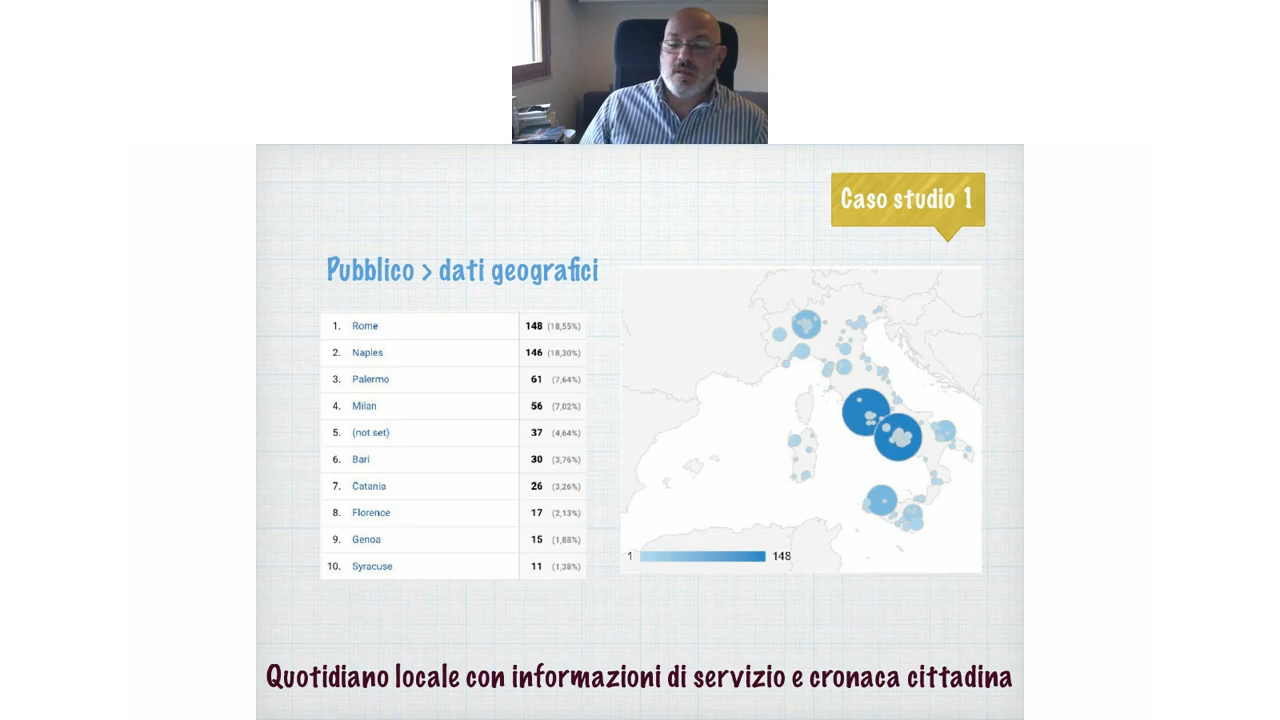 Caso studio 1
Pubblico > dati geografici
1. Rome 148 (18,55%)
2. Naples 146 (18,30%)
3. Palermo 61 (7,64%)
4. Milan 56 (7,02%)
5. (not set) 37 (4,64%)
6. Bari 30 (3,76%)
7. Catania 26 (3,26%)
8. Florence 17 (2,13%)
9. Genoa 15 (1,88%)
10. Syracuse 11 (1,38%)
1 148
Quotidiano locale con informazioni di servizio e cronaca cittadina